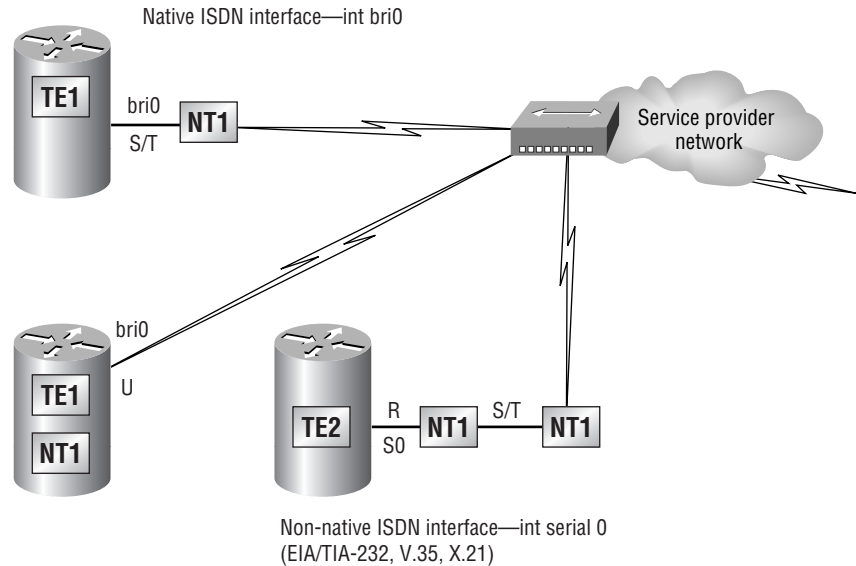 Native ISDN interface—int bri0
TE1
bri0
S/T
NT1
Service provider
network
bri0
U
TE1
NT1
TE2
R
S0
NT1
S/T
NT1
Non-native ISDN interface—int serial 0
(EIA/TIA-232, V.35, X.21)